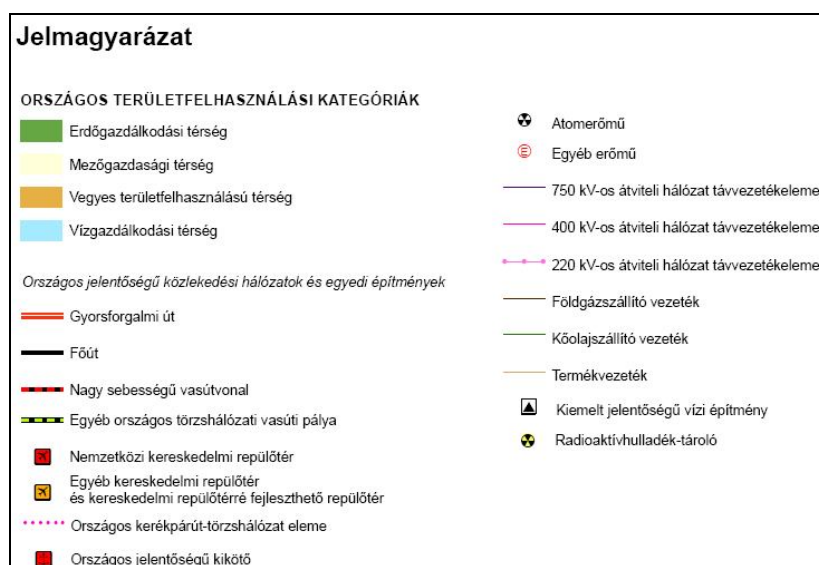 Jelmagyarázat
ORSZÁGOS TERÜLETFELHASZNÁLÁSI KATEGÓRIÁK
Erdőgazdálkodási térség
Mezőgazdasági térség
Vegyes területfelhasználású térség
Vízgazdálkodási térség
Országos jelentőségű közlekedési hálózatok és egyedi építmények
Gyorsforgalmi út
Főút
Nagy sebességű vasútvonal
Egyéb országos törzshálózati vasúti pálya
Nemzetközi kereskedelmi repülőtér
Egyéb kereskedelmi repülőtér
és kereskedelmi repülőtérré fejleszthető repülőtér
Országos kerékpárút-törzshálózat eleme
Országos jelentőségű kikötő
Atomerőmű
Egyéb erőmű
750 kV-os átviteli hálózat távvezetékeleme
400 kV-os átviteli hálózat távvezetékeleme
220 kV-os átviteli hálózat távvezetékeleme
Földgázszállító vezeték
Kőolajszállító vezeték
Termékvezeték
Kiemelt jelentőségű vízi építmény
Radioaktívhulladék-tároló